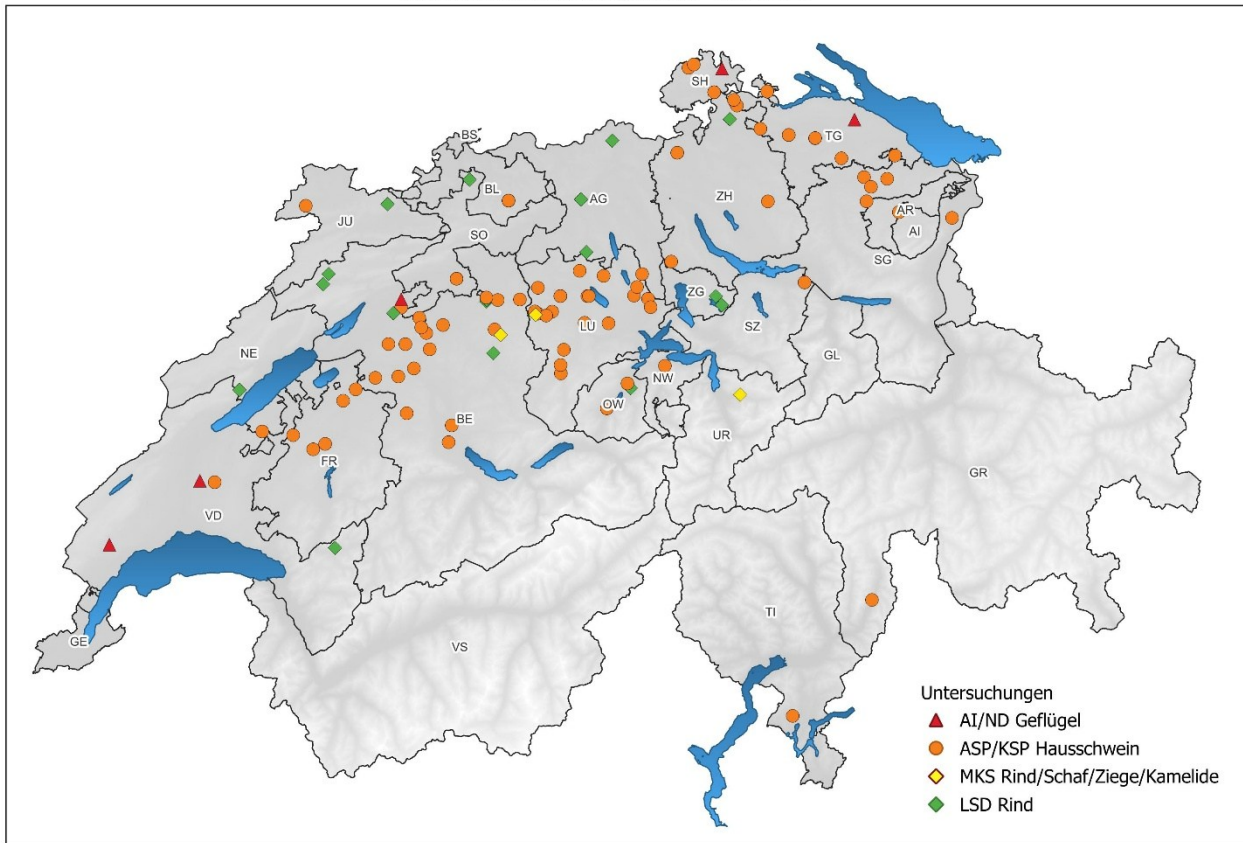 SH
TG
BS
BL
AG
ZH
JU
AR
AI
SO
SG
ZG
LU
SZ
NE
GL
NW
OW
BE
UR
FR
GR
VD
TI
VS
GE
Untersuchungen
AI/ND Geflügel
ASP/KSP Hausschwein
MKS Rind/Schaf/Ziege/Kamelide
LSD Rind